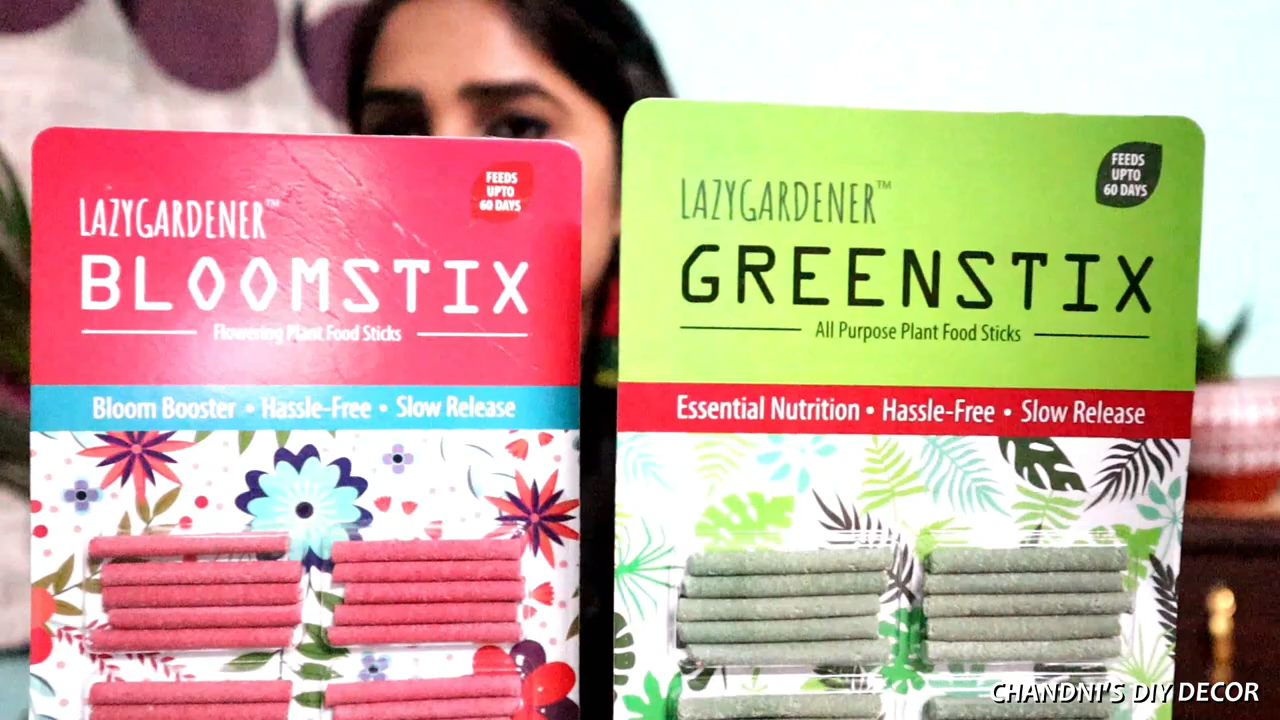 LAZYGARDENER™
BLOOMSTIX
Flowering Plant Food Sticks
FEEDS
UPTO
60 DAYS
Bloom Booster • Hassle-Free • Slow Release
LAZYGARDENER™
GREENSTIX
All Purpose Plant Food Sticks
FEEDS
UPTO
60 DAYS
Essential Nutrition • Hassle-Free • Slow Release
CHANDNI'S DIY DECOR